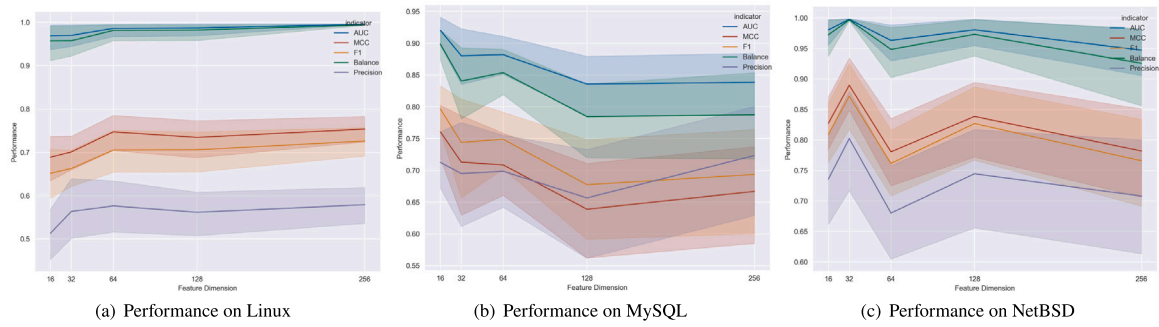 1.0
0.9
0.8
0.7
0.6
0.5
Performance
16 32 64 128 256
Feature Dimension
indicator
AUC
MCC
F1
Balance
Precision
(a) Performance on Linux
0.95
0.90
0.85
0.80
0.75
0.70
0.65
0.60
0.55
Performance
16 32 64 128 256
Feature Dimension
indicator
AUC
MCC
F1
Balance
Precision
(b) Performance on MySQL
1.00
0.95
0.90
0.85
0.80
0.75
0.70
0.65
0.60
Performance
16 32 64 128 256
Feature Dimension
indicator
AUC
MCC
F1
Balance
Precision
(c) Performance on NetBSD